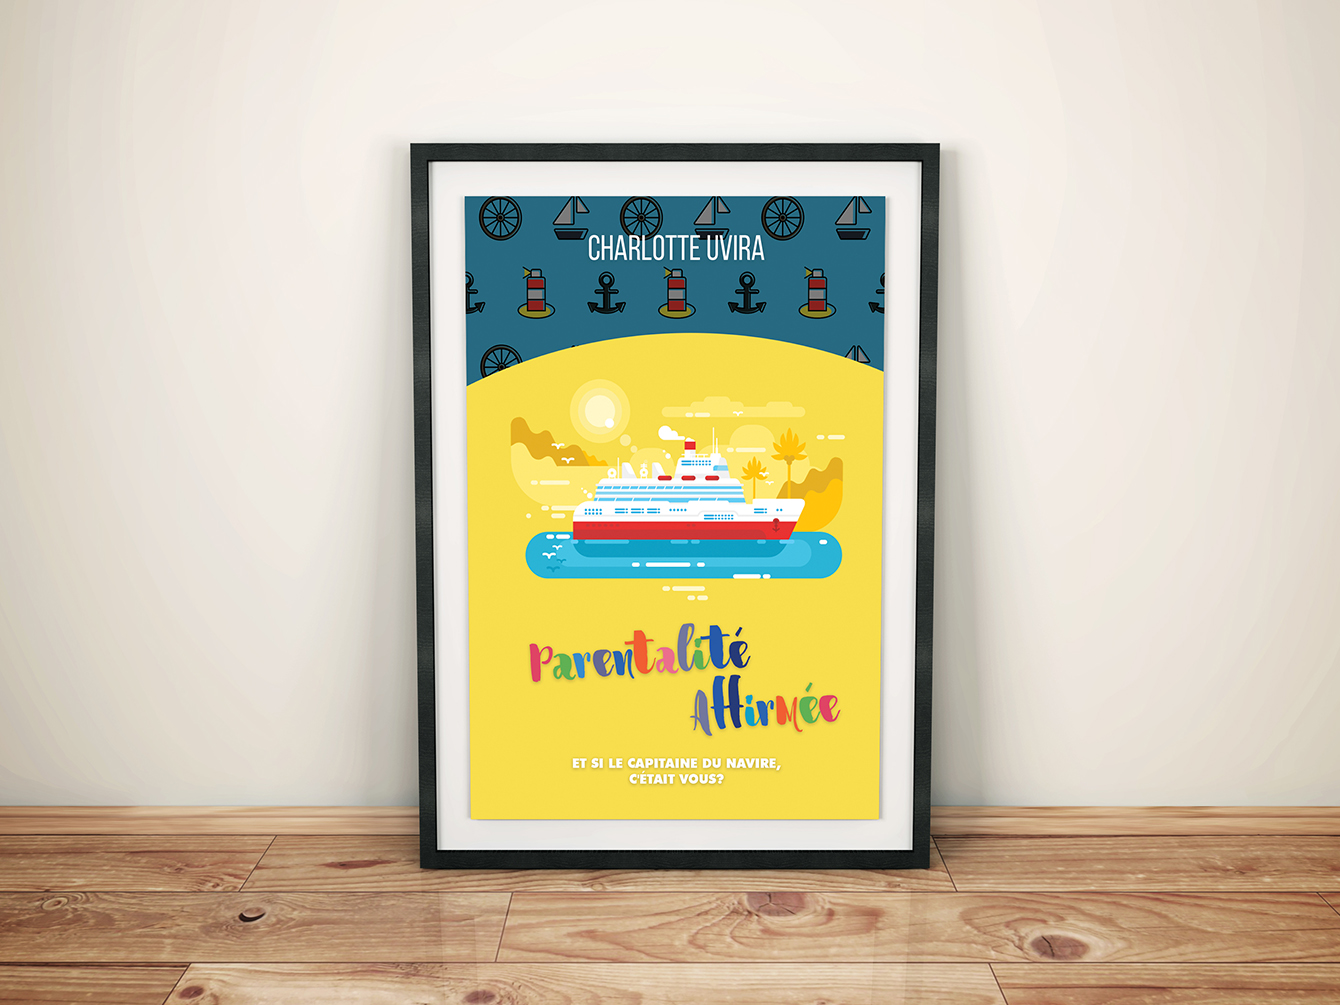 CHARLOTTE UVIRA
Parentalité
Affirmée
ET SI LE CAPITAINE DU NAVIRE,
C'ÉTAIT VOUS?